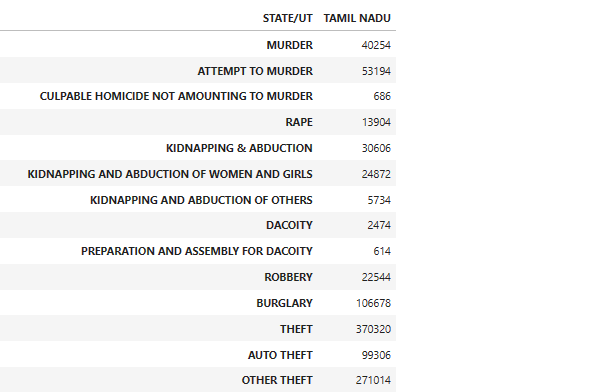 STATE/UT TAMIL NADU
MURDER 40254
ATTEMPT TO MURDER 53194
CULPABLE HOMICIDE NOT AMOUNTING TO MURDER 686
RAPE 13904
KIDNAPPING & ABDUCTION 30606
KIDNAPPING AND ABDUCTION OF WOMEN AND GIRLS 24872
KIDNAPPING AND ABDUCTION OF OTHERS 5734
DACOITY 2474
PREPARATION AND ASSEMBLY FOR DACOITY 614
ROBBERY 22544
BURGLARY 106678
THEFT 370320
AUTO THEFT 99306
OTHER THEFT 271014